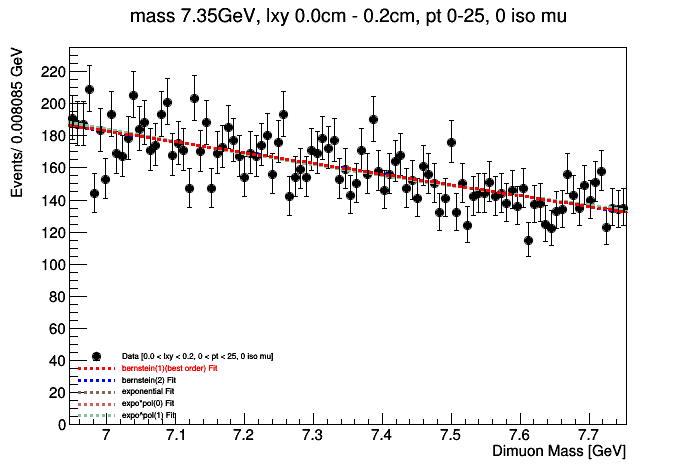 mass 7.35GeV, lxy 0.0cm - 0.2cm, pt 0-25, 0 iso mu
Events/ 0.008085 GeV
220
200
180
160
140
120
100
80
60
40
20
0
Data [0.0 < lxy < 0.2, 0 < pt < 25, 0 iso mu]
bernstein(1)(best order) Fit
bernstein(2) Fit
exponential Fit
expo*pol(0) Fit
expo*pol(1) Fit
7 7.1 7.2 7.3 7.4 7.5 7.6 7.7
Dimuon Mass [GeV]